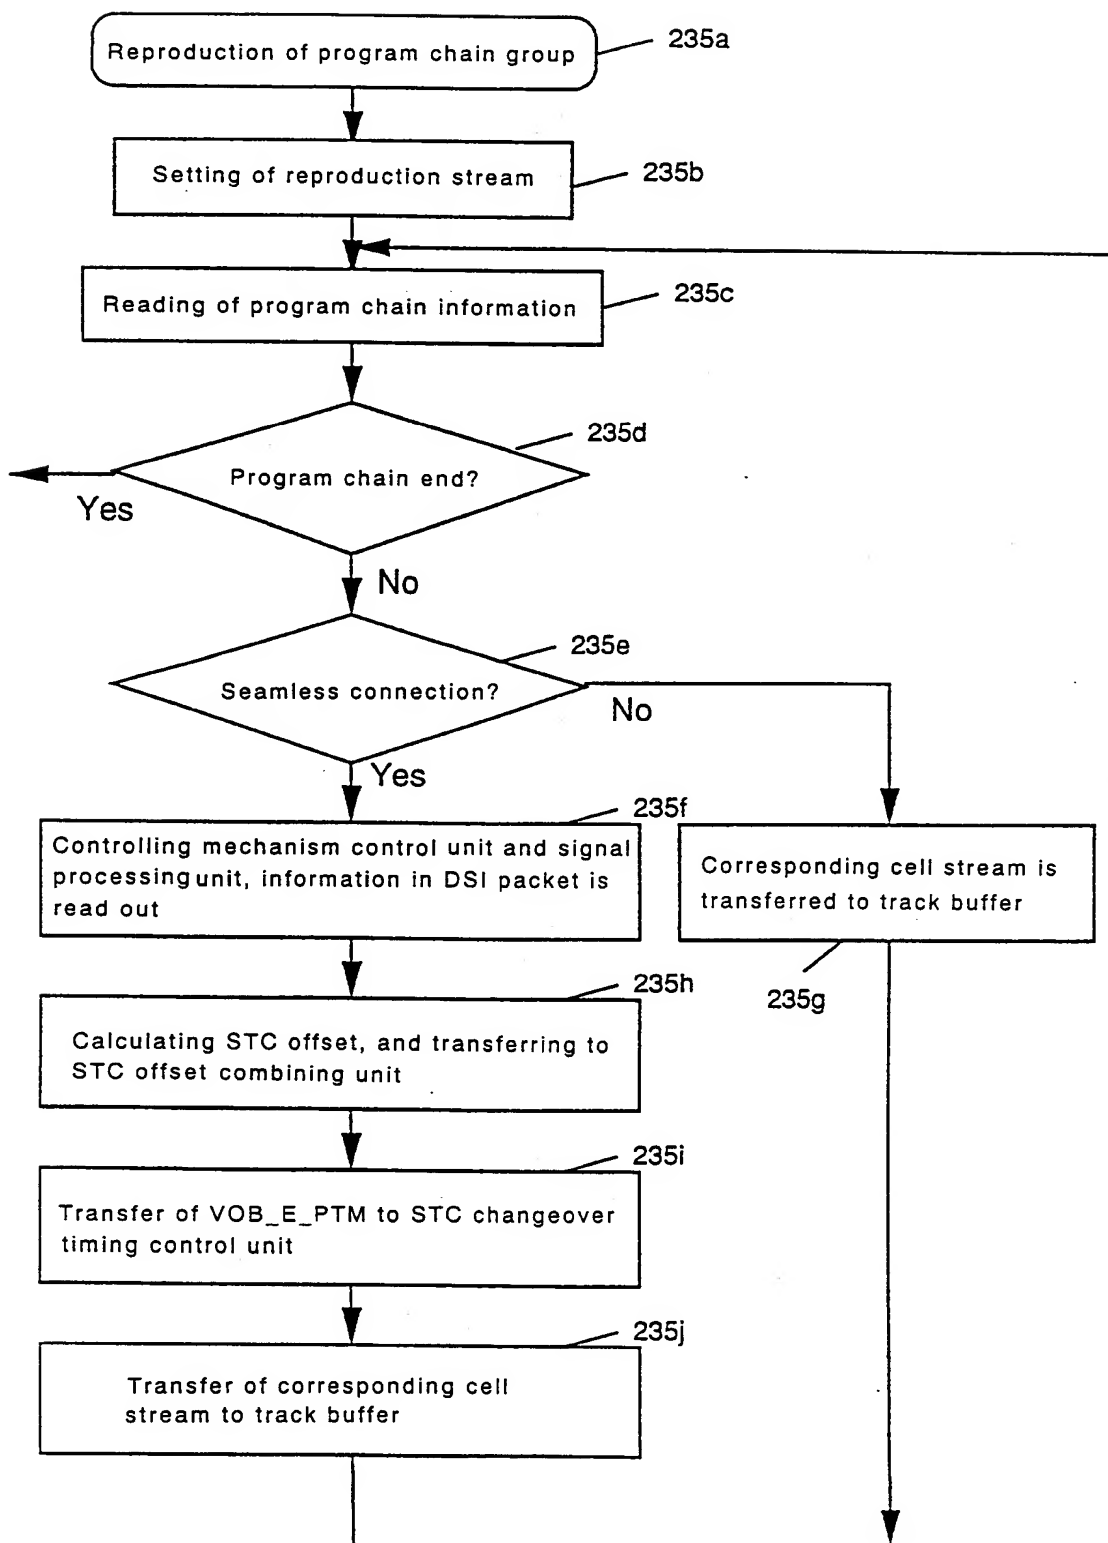 Reproduction of program chain group
235a
Setting of reproduction stream
235b
Reading of program chain information
235c
235d
Program chain end?
Yes
No
235e
Seamless connection?
No
Yes
235f
Controlling mechanism control unit and signal
processing unit, information in DSI packet is
read out
Corresponding cell stream is
transferred to track buffer
235g
235h
Calculating STC offset, and transferring to
STC offset combining unit
235i
Transfer of VOB_E_PTM to STC changeover
timing control unit
235j
Transfer of corresponding cell
stream to track buffer